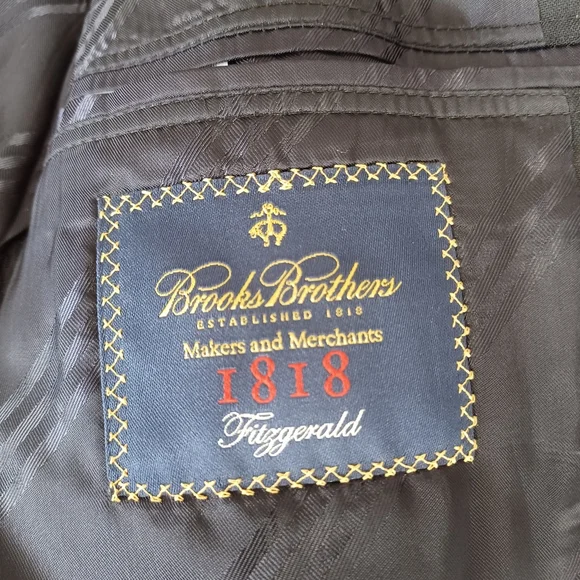 Brooks Brothers
ESTABLISHED 1818
Makers and Merchants
1818
Fitzgerald